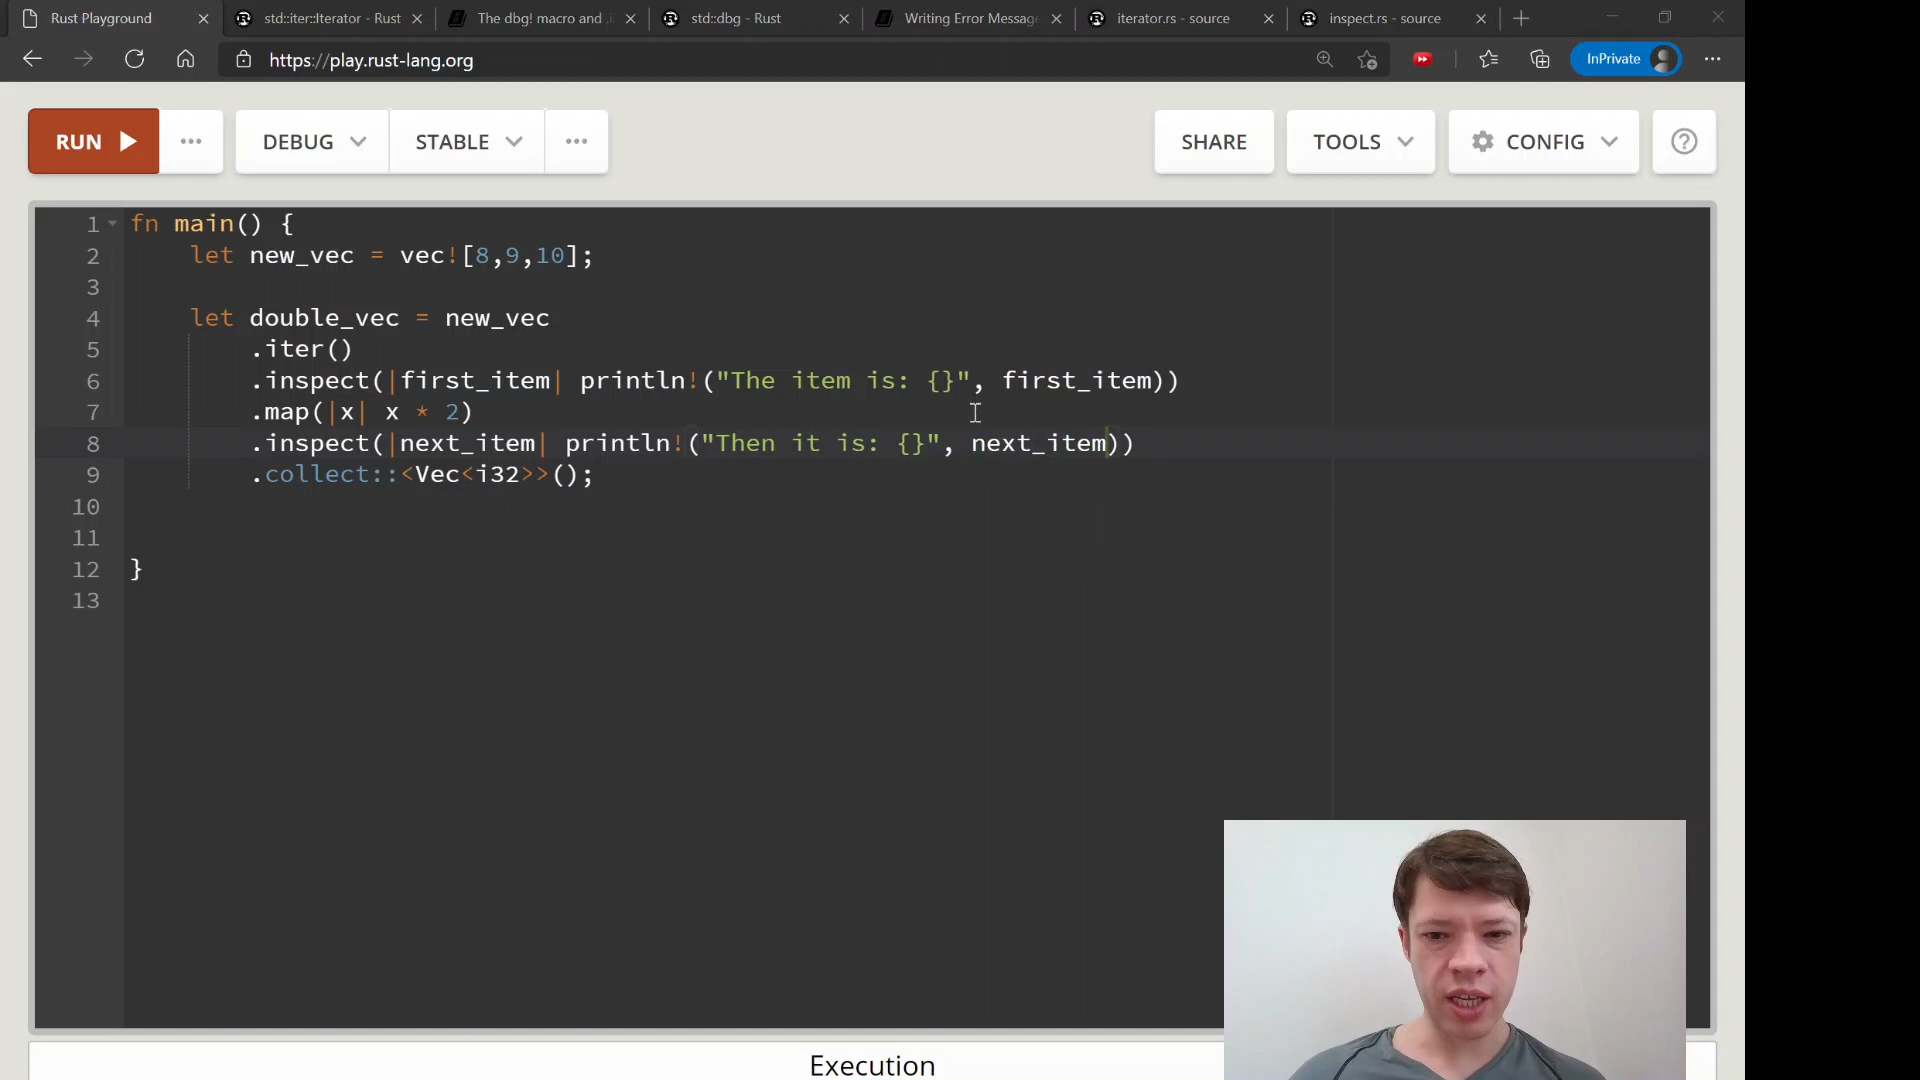 Rust Playground
std::iter::Iterator - Rust
The dbg! macro and .i
std::dbg - Rust
Writing Error Messag
iterator.rs - source
inspect.rs - source
https://play.rust-lang.org
InPrivate
RUN
DEBUG
STABLE
SHARE
TOOLS
CONFIG
1 fn main() {
2 let new_vec = vec![8,9,10];
3
4 let double_vec = new_vec
5 .iter()
6 .inspect(|first_item| println!("The item is: {}", first_item))
7 .map(|x| x * 2)
8 .inspect(|next_item| println!("Then it is: {}", next_item))
9 .collect::<Vec<i32>>();
10
11
12 }
13
Execution